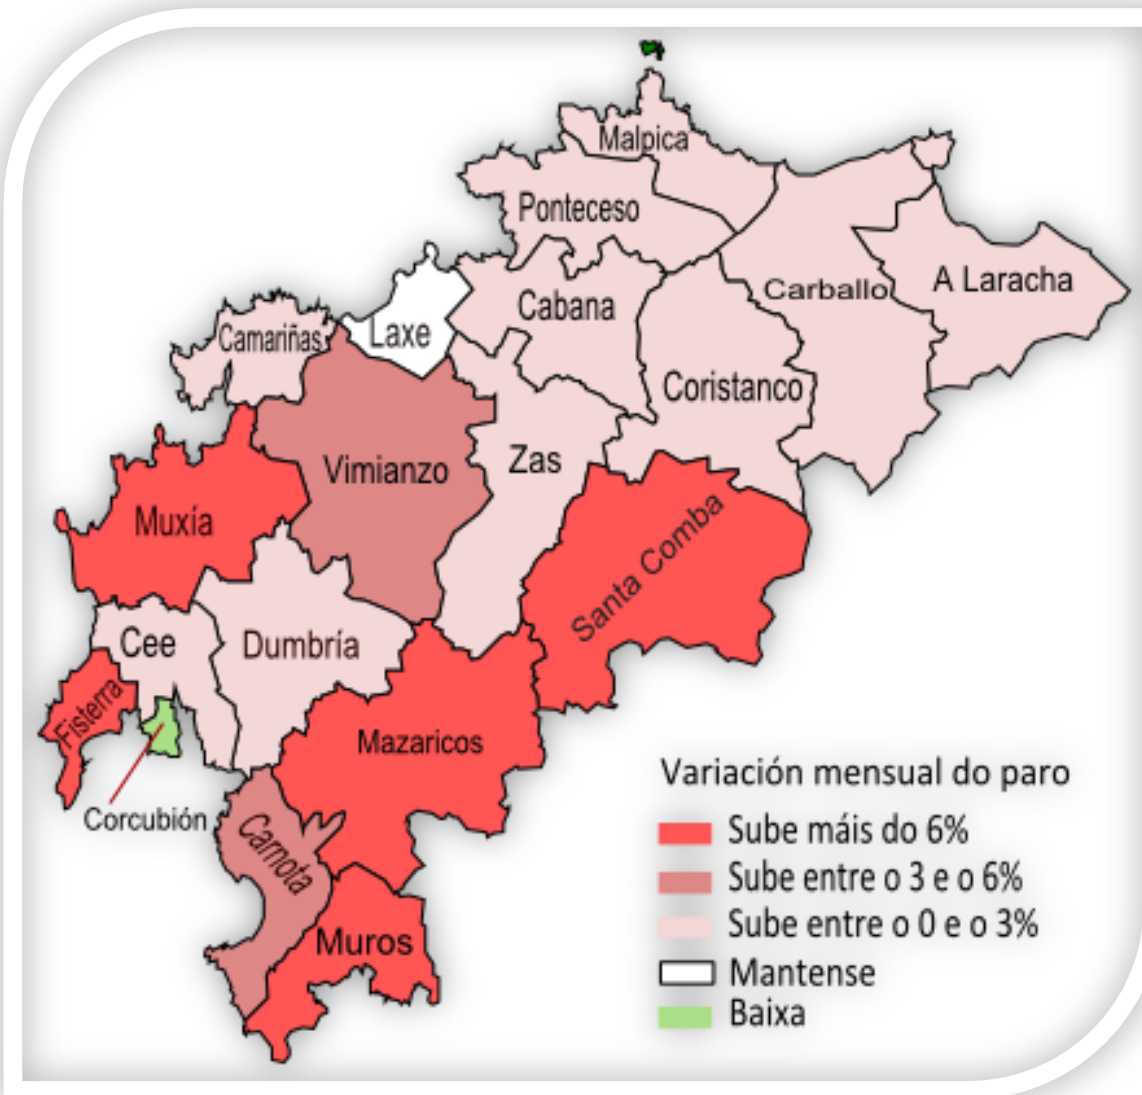 Malpica
Ponteceso
A Laracha
Carballo
Cabana
Laxe
Camariñas
Coristanco
Zas
Vimianzo
Muxía
Santa Comba
Cee
Dumbría
Fisterra
Mazaricos
Corcubión
Carnota
Muros
Variación mensual do paro
Sube máis do 6%
Sube entre o 3 e o 6%
Sube entre o 0 e o 3%
Mantense
Baixa